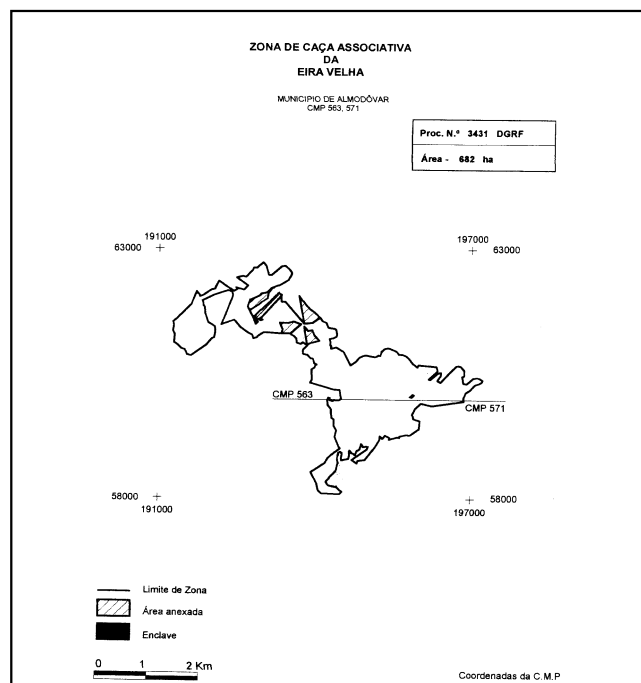 ZONA DE CAÇA ASSOCIATIVA
DA
EIRA VELHA
MUNICIPIO DE ALMODÔVAR
CMP 563, 571
Proc. N.º 3431 DGRF
Área - 682 ha
191000
63000
197000
63000
CMP 563
CMP 571
58000
191000
58000
197000
Limite de Zona
Área anexada
Enclave
0 1 2 Km
Coordenadas da C.M.P